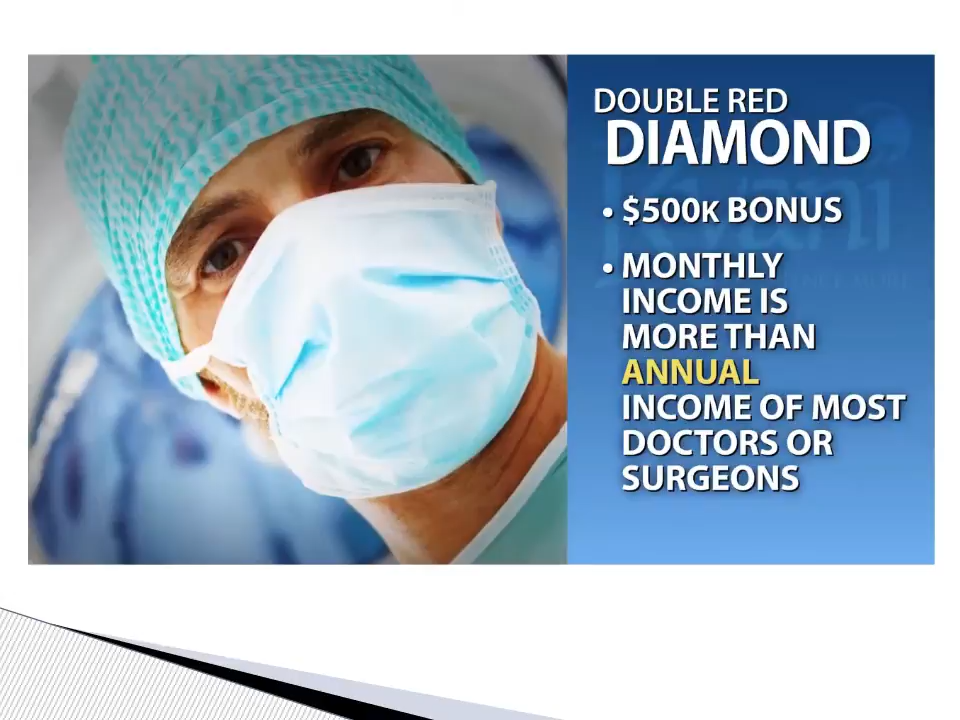 DOUBLE RED
DIAMOND
• $500K BONUS
• MONTHLY
INCOME IS
MORE THAN
ANNUAL
INCOME OF MOST
DOCTORS OR
SURGEONS